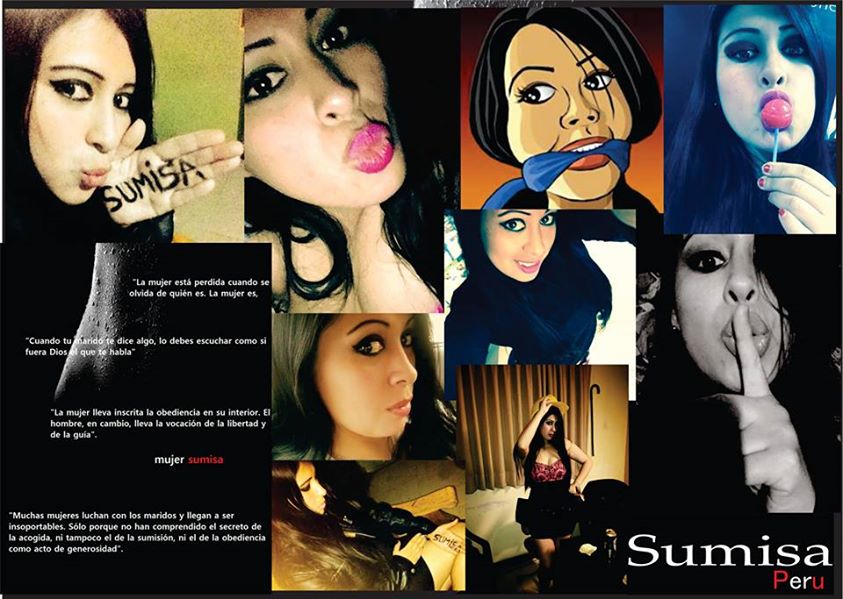 SUMISA
"La mujer está perdida cuando se
olvida de quién es. La mujer es,
"Cuando tu marido te dice algo, lo debes escuchar como si
fuera Dios el que te habla"
"La mujer lleva inscrita la obediencia en su interior. El
hombre, en cambio, lleva la vocación de la libertad y
de la guía".
mujer sumisa
"Muchas mujeres luchan con los maridos y llegan a ser
insoportables. Sólo porque no han comprendido el secreto de
la acogida, ni tampoco el de la sumisión, ni el de la obediencia
como acto de generosidad".
SUMISA
Sumisa
Peru